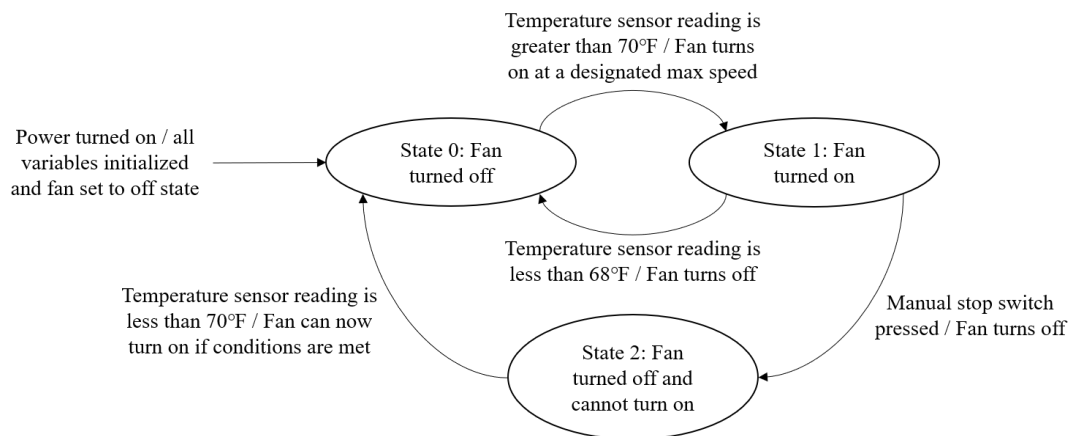 Temperature sensor reading is
greater than 70°F / Fan turns
on at a designated max speed
Power turned on / all
variables initialized
and fan set to off state
State 0: Fan
turned off
State 1: Fan
turned on
Temperature sensor reading is
less than 68°F / Fan turns off
Temperature sensor reading is
less than 70°F / Fan can now
turn on if conditions are met
Manual stop switch
pressed / Fan turns off
State 2: Fan
turned off and
cannot turn on